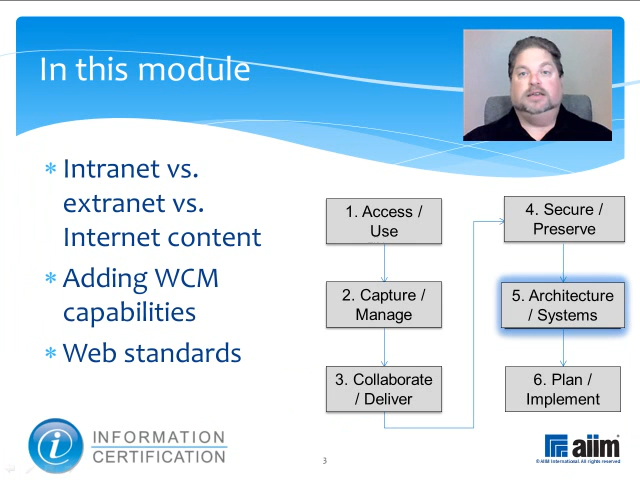 In this module
* Intranet vs.
extranet vs.
Internet content
* Adding WCM
capabilities
* Web standards
1. Access /
Use
2. Capture /
Manage
3. Collaborate
/ Deliver
4. Secure /
Preserve
5. Architecture
/ Systems
6. Plan /
Implement
i
INFORMATION
CERTIFICATION
3
aiim
© AIIM International. All rights reserved